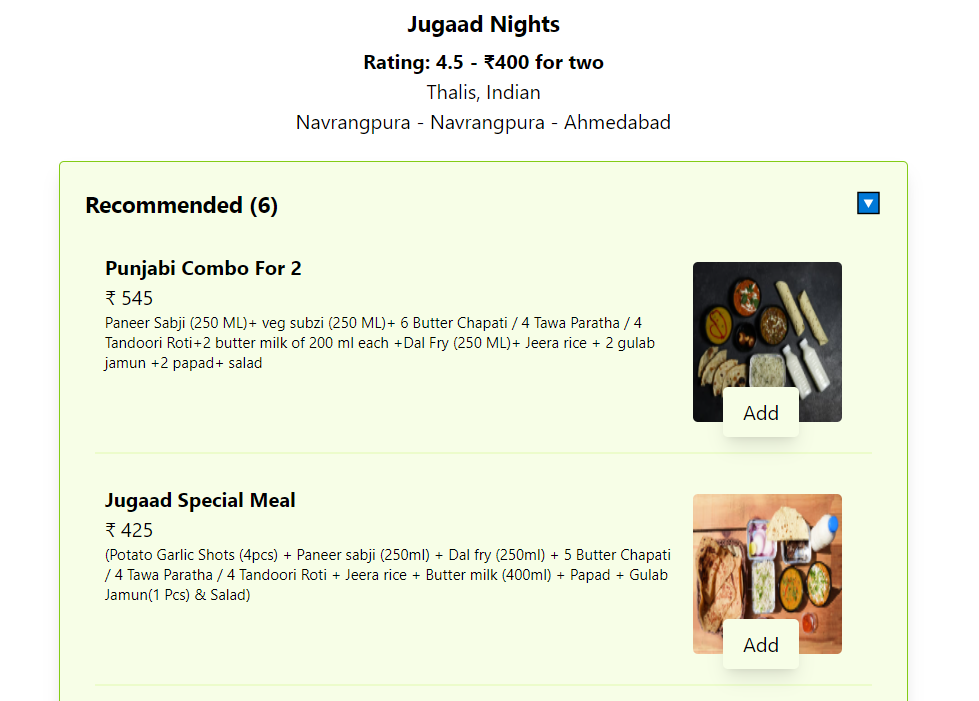 Jugaad Nights
Rating: 4.5 - ₹400 for two
Thalis, Indian
Navrangpura - Navrangpura - Ahmedabad
Recommended (6)
Punjabi Combo For 2
₹ 545
Paneer Sabji (250 ML)+ veg subzi (250 ML)+ 6 Butter Chapati / 4 Tawa Paratha / 4
Tandoori Roti+2 butter milk of 200 ml each +Dal Fry (250 ML)+ Jeera rice + 2 gulab
jamun +2 papad+ salad
Add
Jugaad Special Meal
₹ 425
(Potato Garlic Shots (4pcs) + Paneer sabji (250ml) + Dal fry (250ml) + 5 Butter Chapati
/ 4 Tawa Paratha / 4 Tandoori Roti + Jeera rice + Butter milk (400ml) + Papad + Gulab
Jamun(1 Pcs) & Salad)
Add